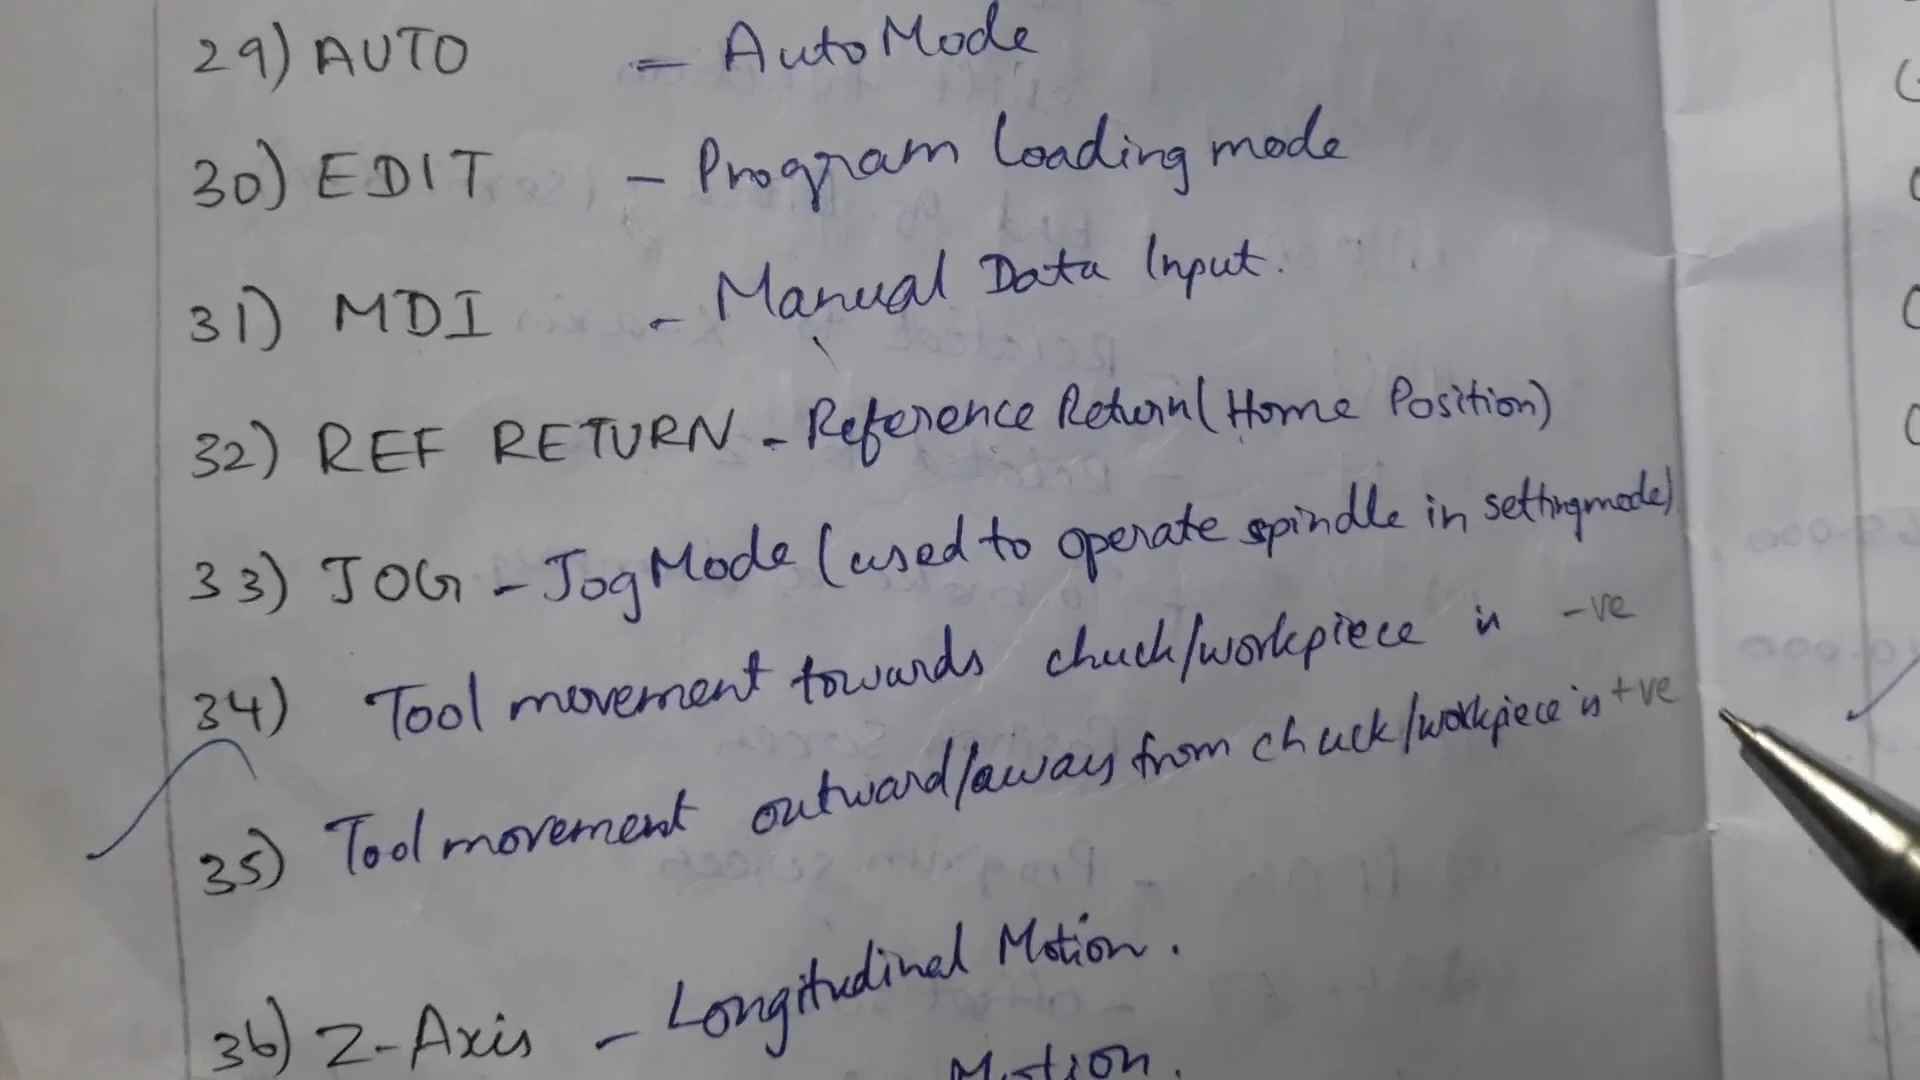 29) AUTO = Auto Mode
30) EDIT - Program loading mode
31) MDI - Manual Data Input.
32) REF RETURN - Reference Return (Home Position)
33) JOG - Jog Mode (used to operate spindle in setting mode)
34) Tool movement towards chuck/workpiece is -ve
35) Tool movement outward/away from chuck/workpiece is +ve
36) Z-Axis - Longitudinal Motion.
Motion.